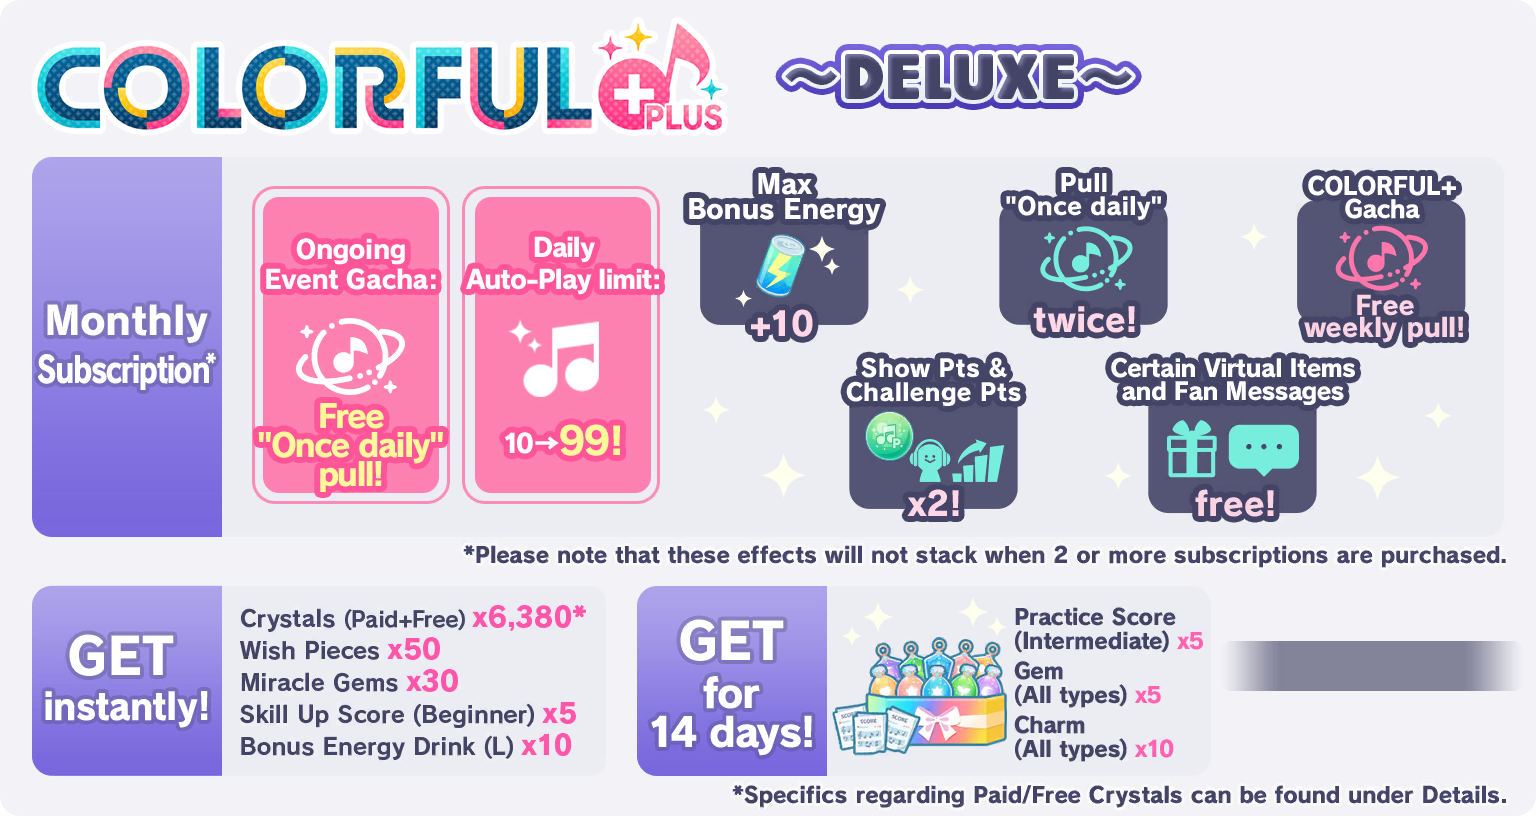 COLORFUL+
PLUS
~DELUXE~
Monthly
Subscription*
Ongoing
Event Gacha:
Free
"Once daily"
pull!
Daily
Auto-Play limit:
10→99!
Max
Bonus Energy
+10
Pull
"Once daily"
twice!
COLORFUL+
Gacha
Free
weekly pull!
Show Pts &
Challenge Pts
P.
x2!
Certain Virtual Items
and Fan Messages
free!
*Please note that these effects will not stack when 2 or more subscriptions are purchased.
GET
instantly!
Crystals (Paid+Free) x6,380*
Wish Pieces x50
Miracle Gems x30
Skill Up Score (Beginner) x5
Bonus Energy Drink (L) x10
GET
for
14 days!
SCORE
SCORE
SCORE
Practice Score
(Intermediate) x5
Gem
(All types) x5
Charm
(All types) x10
*Specifics regarding Paid/Free Crystals can be found under Details.